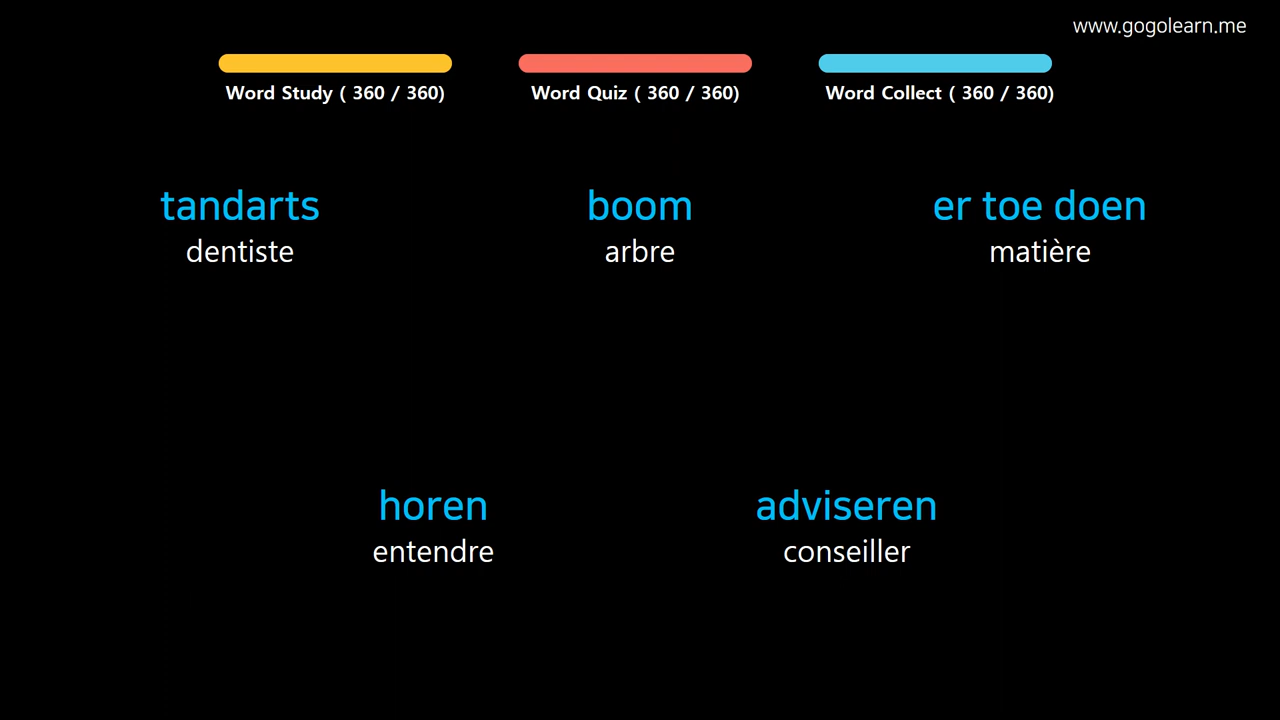 www.gogolearn.me
Word Study ( 360 / 360)
Word Quiz ( 360 / 360)
Word Collect ( 360 / 360)
tandarts
dentiste
boom
arbre
er toe doen
matière
horen
entendre
adviseren
conseiller